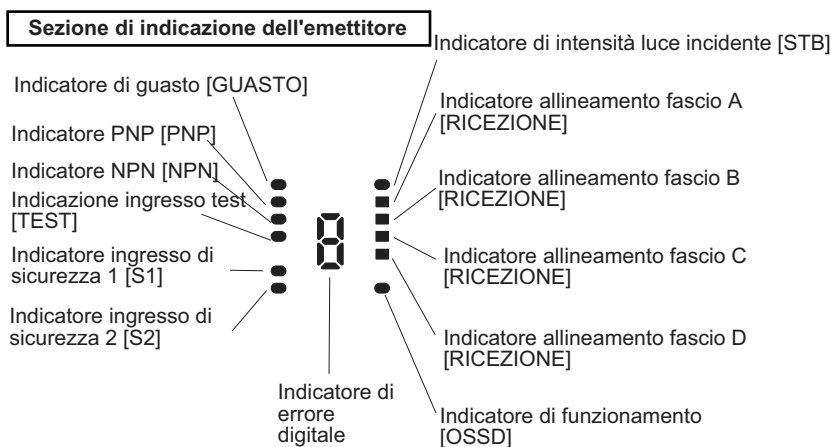 Sezione di indicazione dell'emettitore
Indicatore di guasto [GUASTO]
Indicatore PNP [PNP]
Indicatore NPN [NPN]
Indicazione ingresso test
[TEST]
Indicatore ingresso di
sicurezza 1 [S1]
Indicatore ingresso di
sicurezza 2 [S2]
Indicatore di
errore
digitale
Indicatore di intensità luce incidente [STB]
Indicatore allineamento fascio A
[RICEZIONE]
Indicatore allineamento fascio B
[RICEZIONE]
Indicatore allineamento fascio C
[RICEZIONE]
Indicatore allineamento fascio D
[RICEZIONE]
Indicatore di funzionamento
[OSSD]